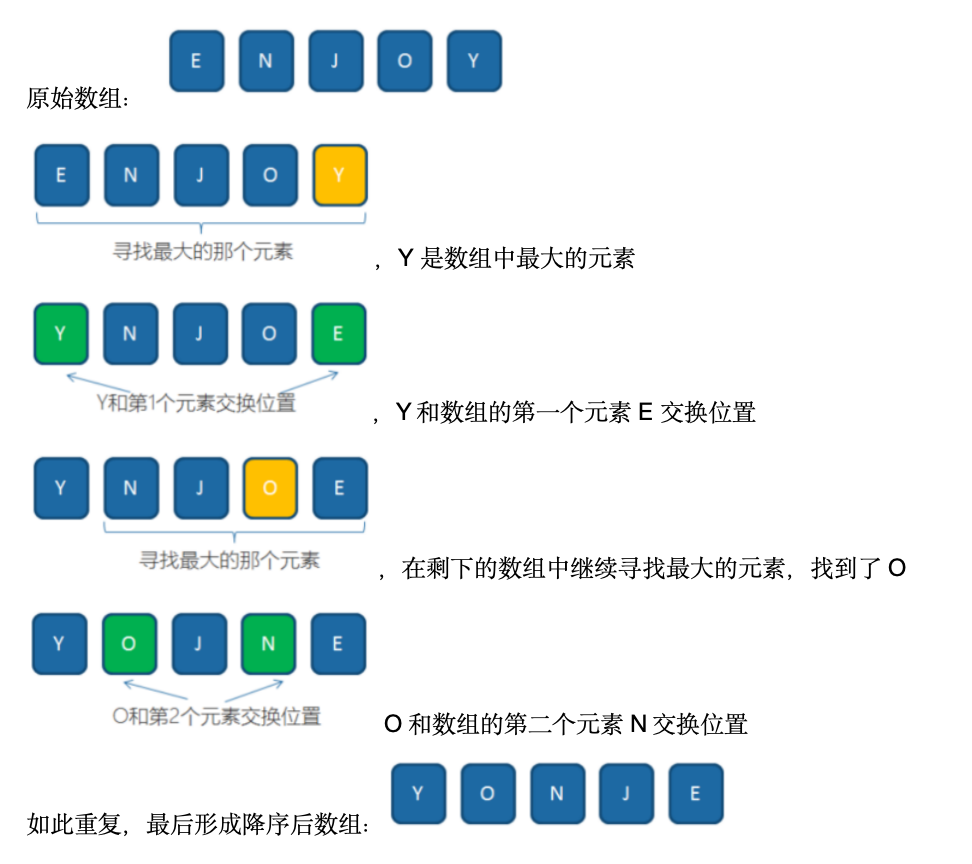 E N J O Y
原始数组：
E N J O Y
寻找最大的那个元素
，Y 是数组中最大的元素
Y N J O E
Y和第1个元素交换位置
，Y 和数组的第一个元素 E 交换位置
Y N J O E
寻找最大的那个元素
，在剩下的数组中继续寻找最大的元素，找到了 O
Y O J N E
O和第2个元素交换位置
O 和数组的第二个元素 N 交换位置
Y O N J E
如此重复，最后形成降序后数组：